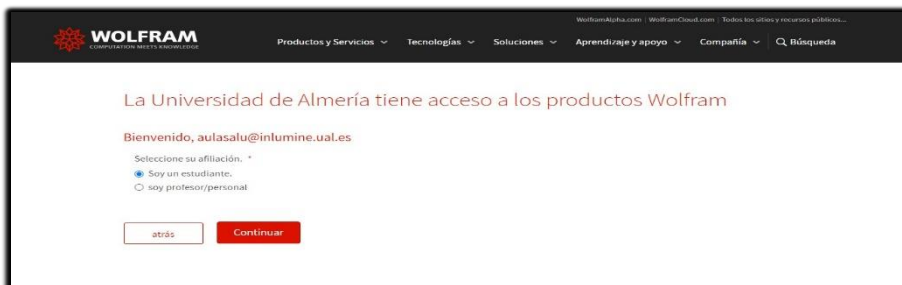 WolframAlpha.com | WolframCloud.com | Todos los sitios y recursos públicos...
WOLFRAM
COMPUTATION MEETS KNOWLEDGE
Productos y Servicios Tecnologías Soluciones Aprendizaje y apoyo Compañía Búsqueda
La Universidad de Almería tiene acceso a los productos Wolfram
Bienvenido, aulasalu@inlumine.ual.es
Seleccione su afiliación. *
Soy un estudiante.
soy profesor/personal
atrás Continuar